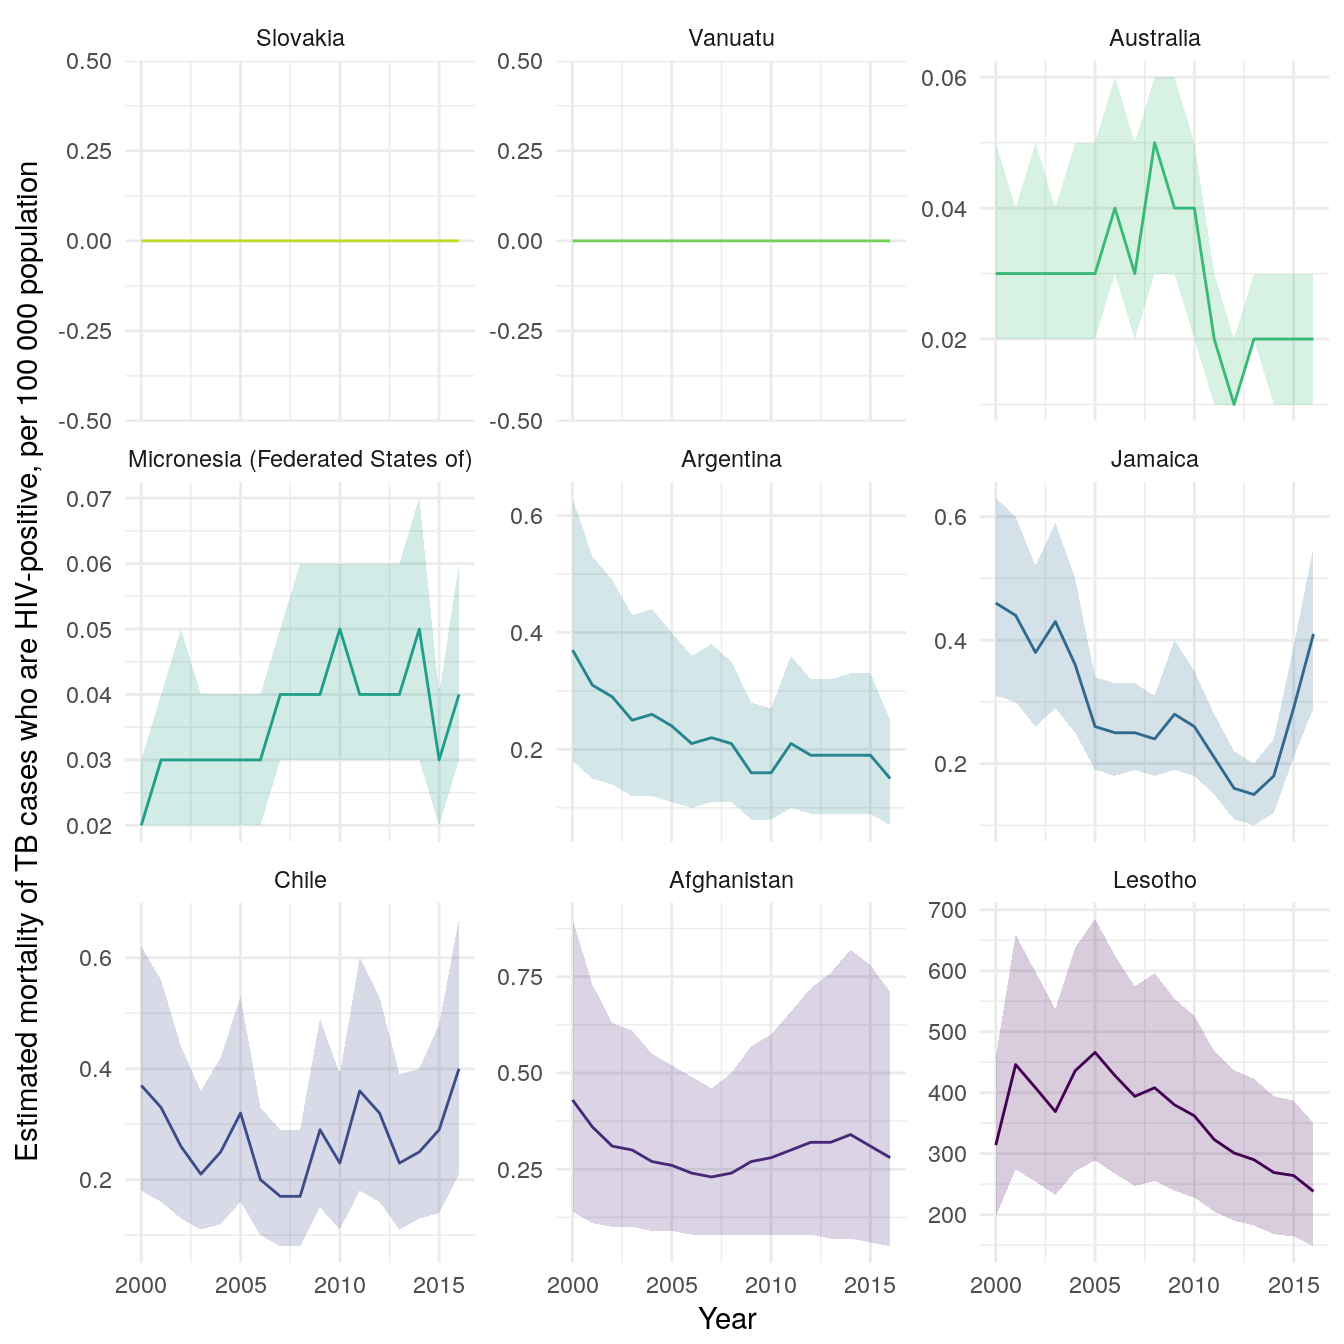 Estimated mortality of TB cases who are HIV-positive, per 100 000 population
Slovakia
0.50
0.25
0.00
-0.25
-0.50
Vanuatu
0.50
0.25
0.00
-0.25
-0.50
Australia
0.06
0.04
0.02
Micronesia (Federated States of)
0.07
0.06
0.05
0.04
0.03
0.02
Argentina
0.6
0.4
0.2
Jamaica
0.6
0.4
0.2
Chile
0.6
0.4
0.2
2000 2005 2010 2015
Afghanistan
0.75
0.50
0.25
2000 2005 2010 2015
Lesotho
700
600
500
400
300
200
2000 2005 2010 2015
Year